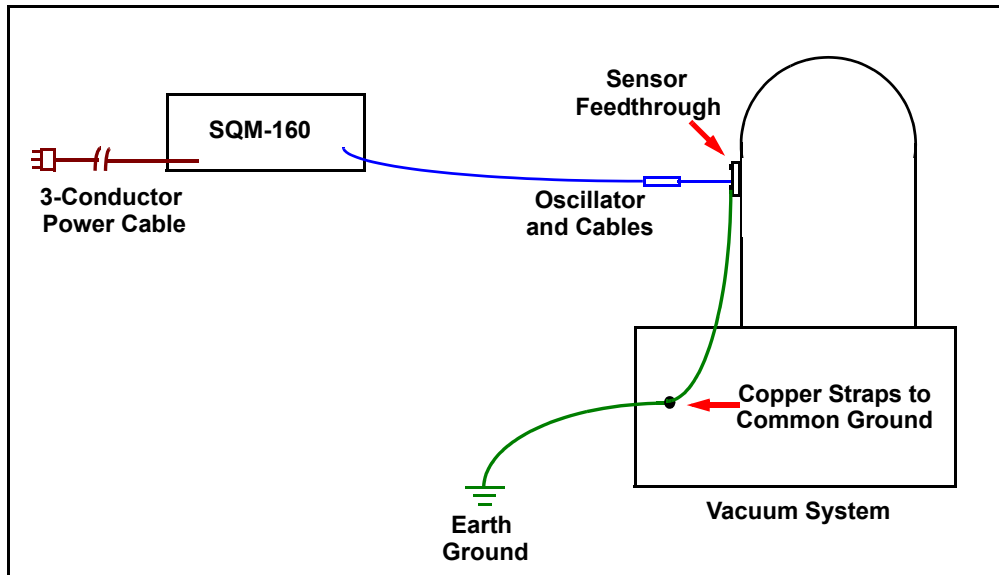 Sensor
Feedthrough
SQM-160
3-Conductor
Power Cable
Oscillator
and Cables
Copper Straps to
Common Ground
Vacuum System
Earth
Ground